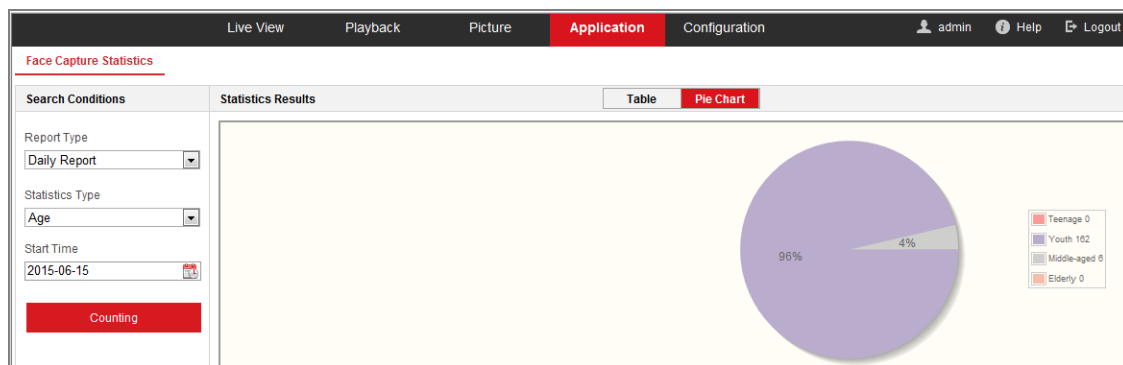 Live View Playback Picture Application Configuration admin Help Logout
Face Capture Statistics
Search Conditions
Statistics Results
Table Pie Chart
Report Type
Daily Report
Statistics Type
Age
Start Time
2015-06-15
Counting
96%
4%
Teenage 0
Youth 162
Middle-aged 6
Elderly 0